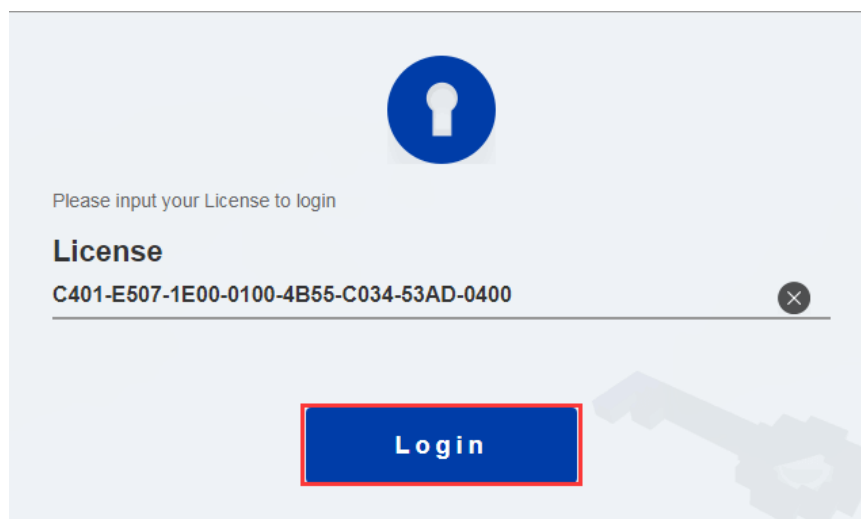 Please input your License to login
License
C401-E507-1E00-0100-4B55-C034-53AD-0400
Login